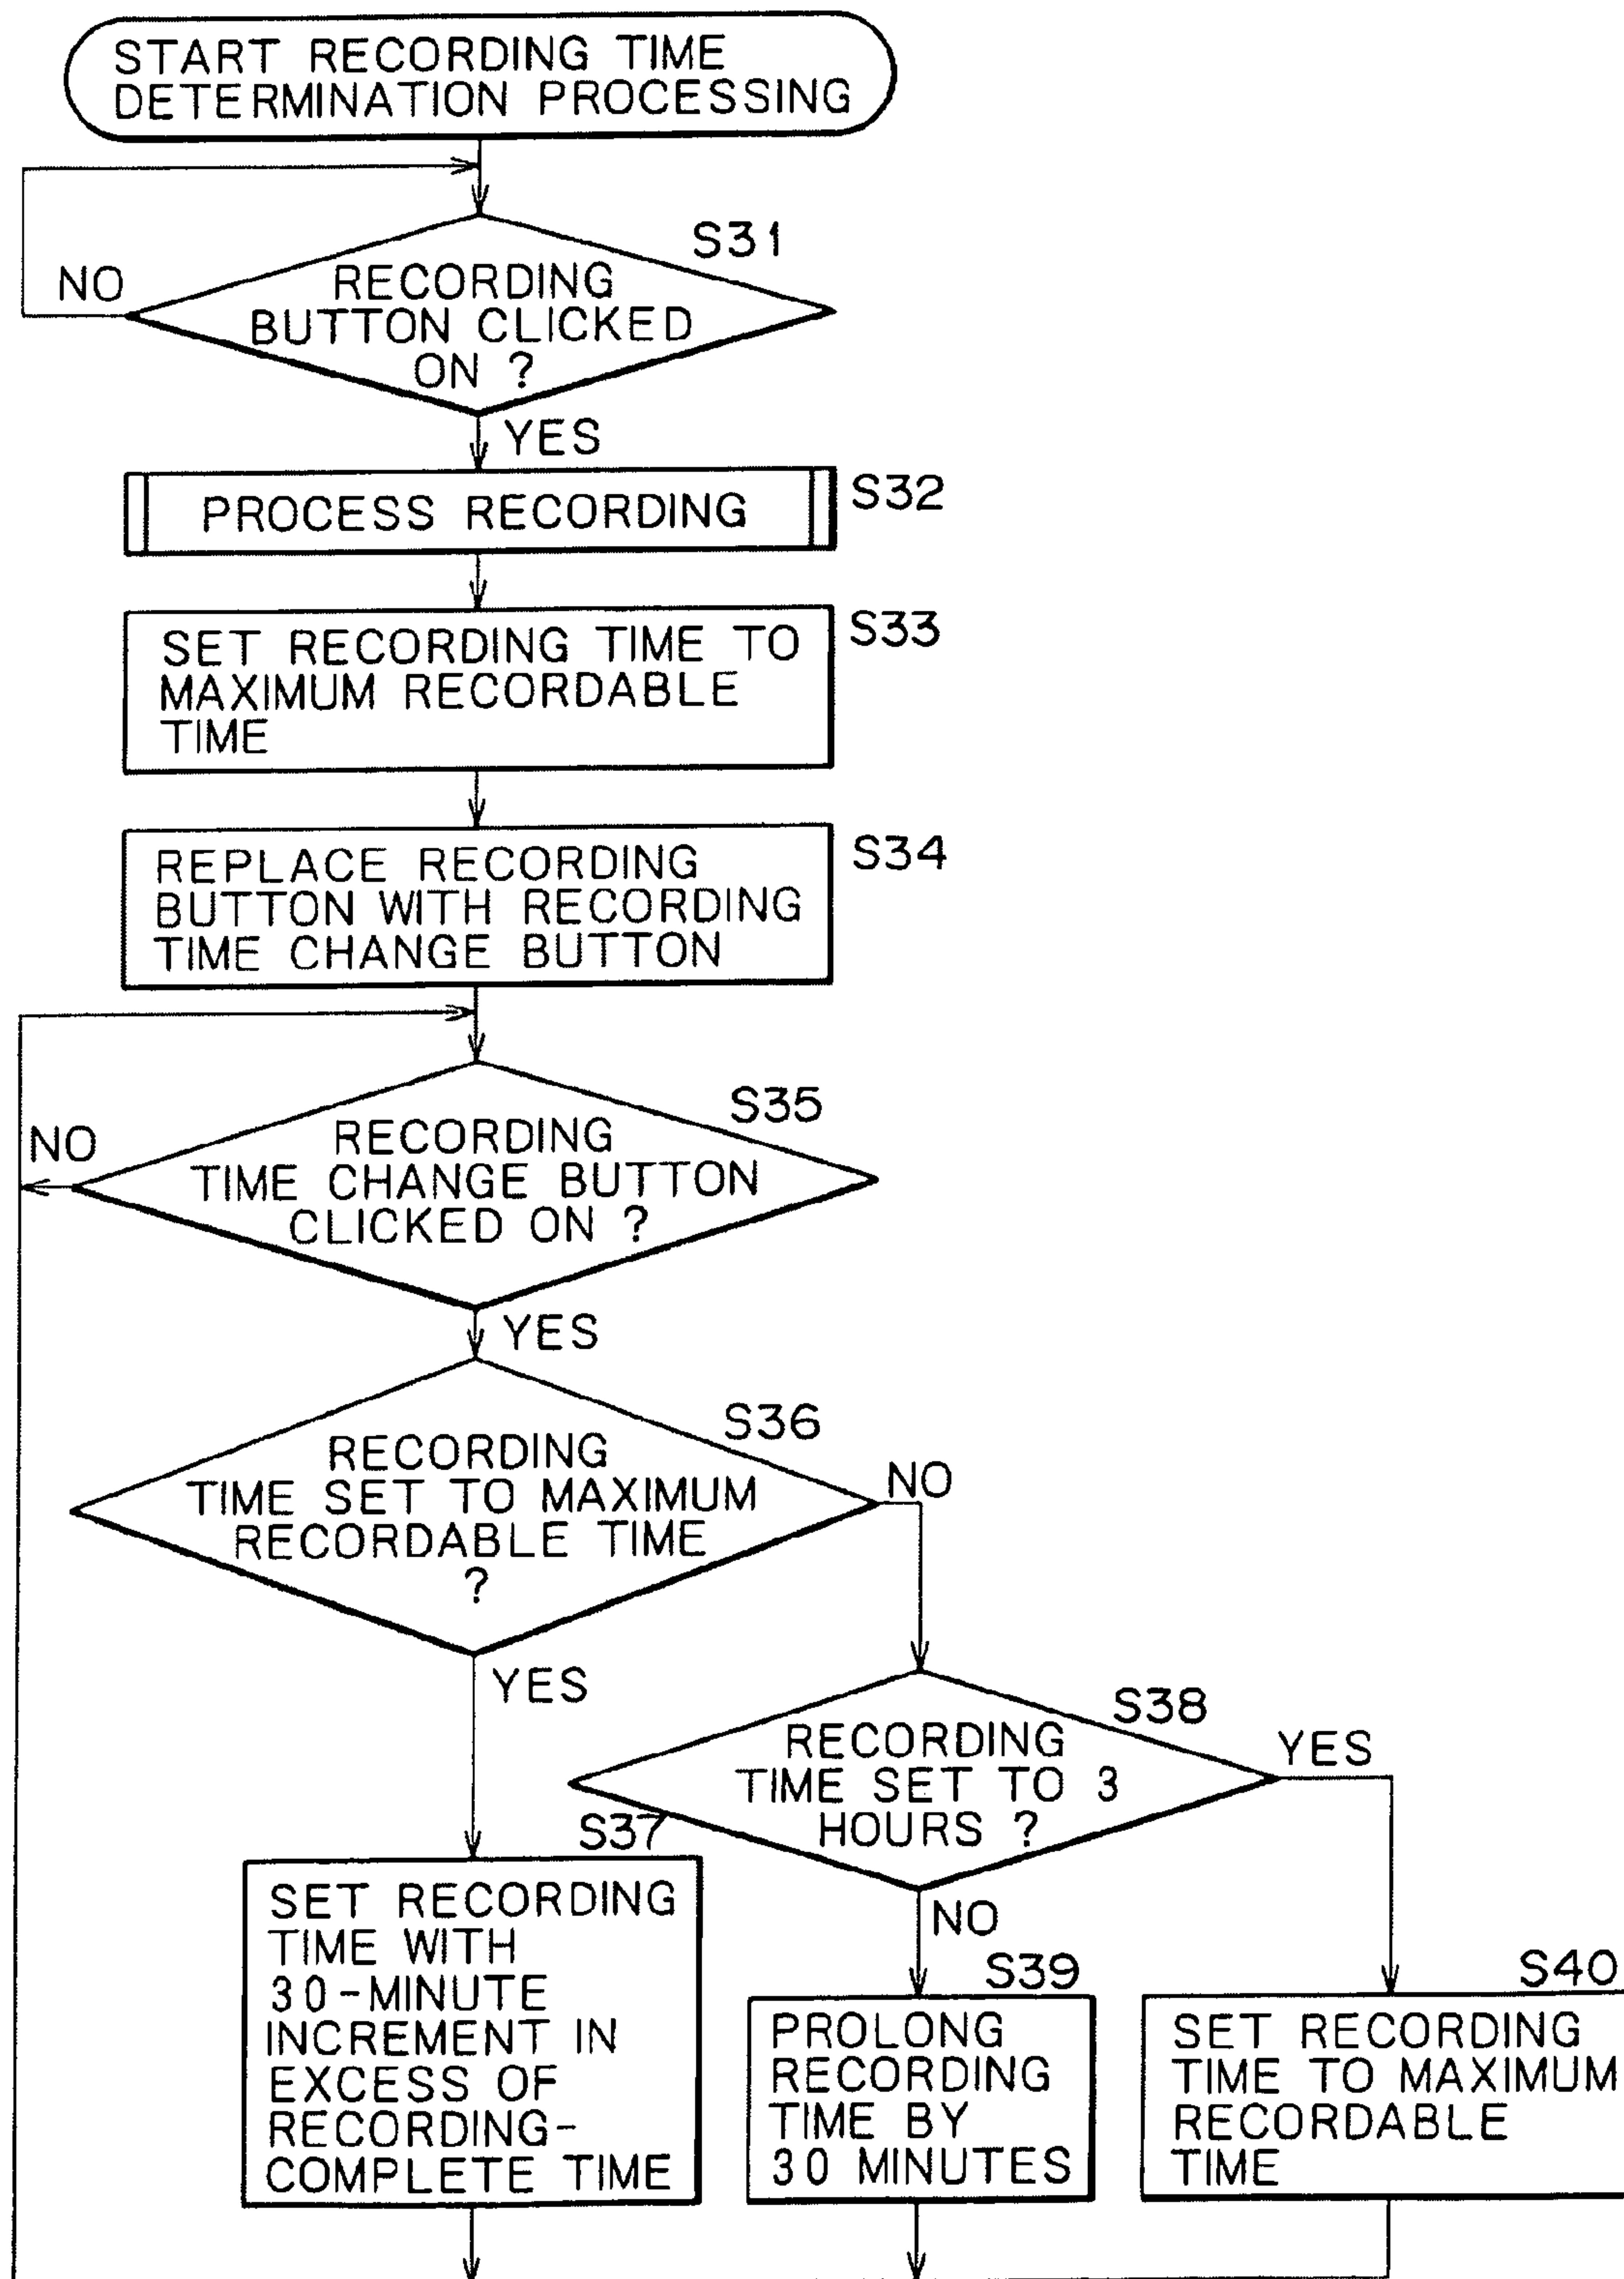 START RECORDING TIME
DETERMINATION PROCESSING
S31
NO
RECORDING
BUTTON CLICKED
ON ?
YES
PROCESS RECORDING
S32
SET RECORDING TIME TO
MAXIMUM RECORDABLE
TIME
S33
REPLACE RECORDING
BUTTON WITH RECORDING
TIME CHANGE BUTTON
S34
S35
NO
RECORDING
TIME CHANGE BUTTON
CLICKED ON ?
YES
S36
RECORDING
TIME SET TO MAXIMUM
RECORDABLE TIME
?
NO
YES
S38
RECORDING
TIME SET TO 3
HOURS ?
YES
NO
S37
SET RECORDING
TIME WITH
30-MINUTE
INCREMENT IN
EXCESS OF
RECORDING-
COMPLETE TIME
S39
PROLONG
RECORDING
TIME BY
30 MINUTES
S40
SET RECORDING
TIME TO MAXIMUM
RECORDABLE
TIME